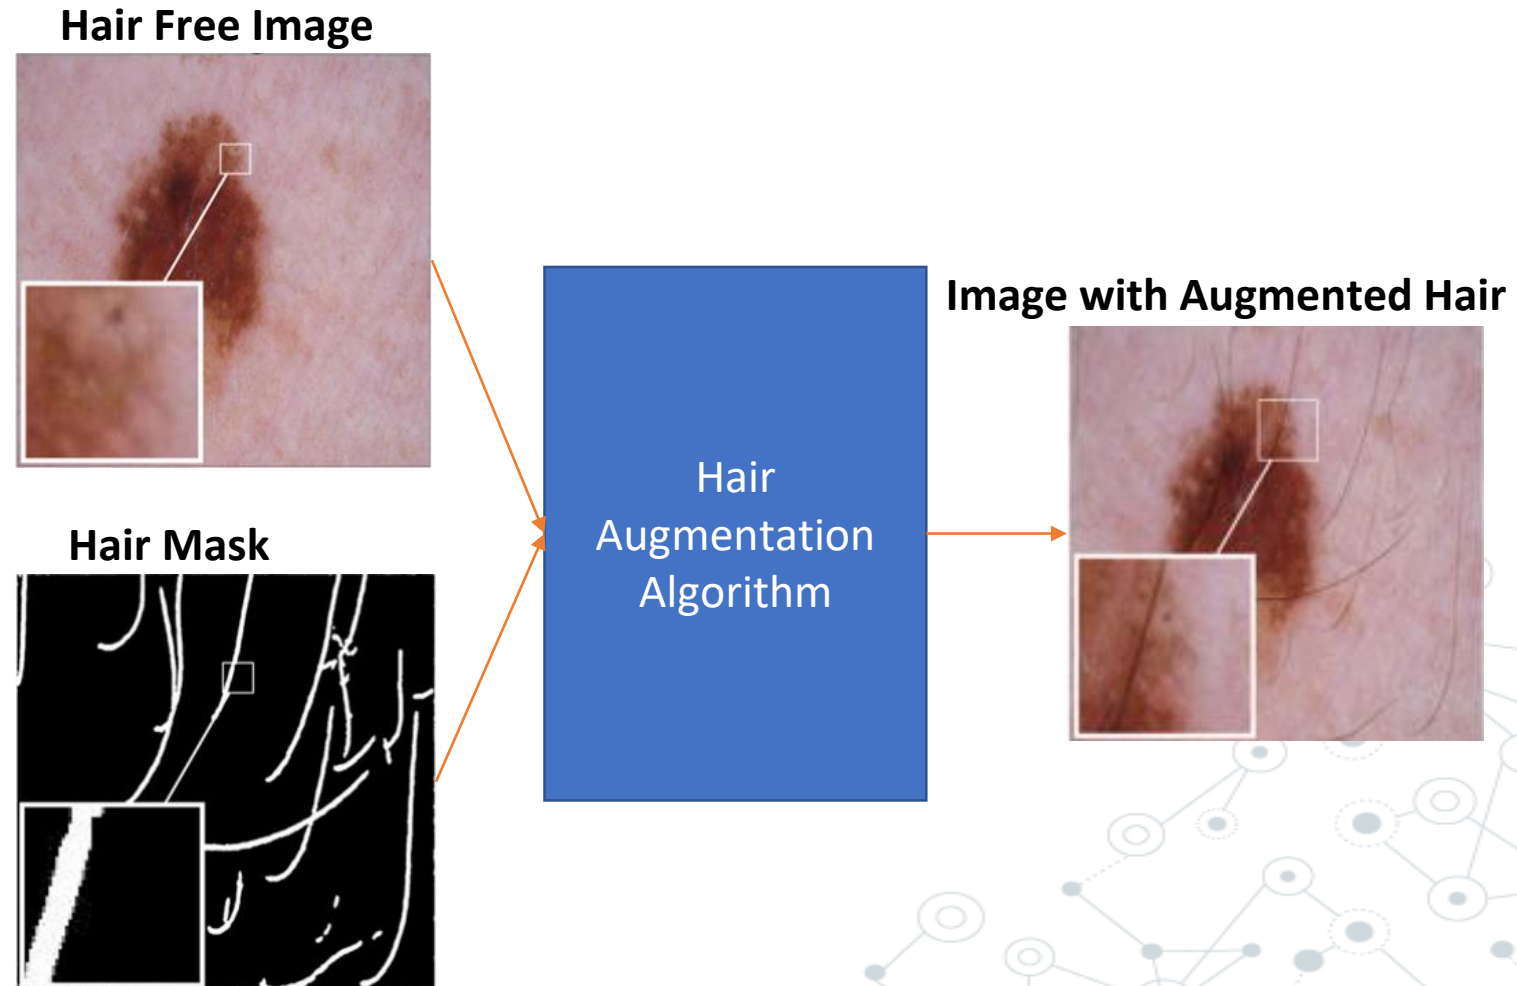 Hair Free Image
Hair Mask
Hair
Augmentation
Algorithm
Image with Augmented Hair